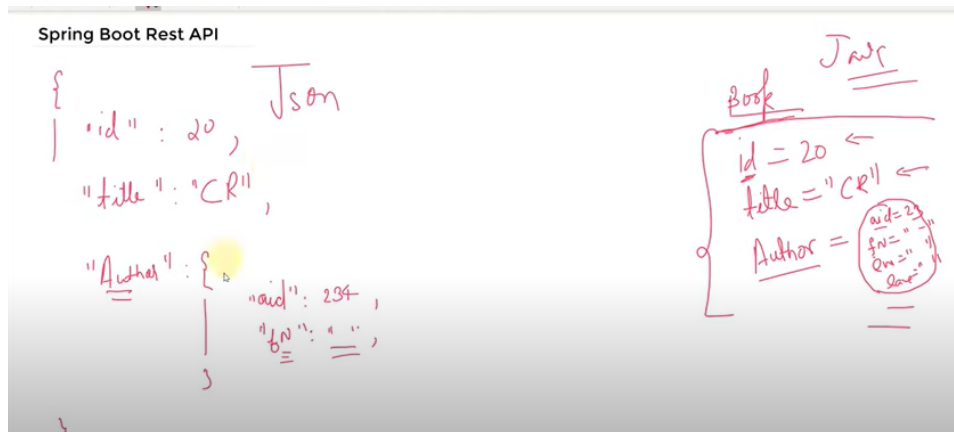 Spring Boot Rest API
Json
{
"id" : 20 ,
"title" : "CR" ,
"Author" : {
"aid" : 234 ,
"fN" : " " ,
}
}
Java
Book
id = 20 ←
title = "CR" ←
Author =
aid=23
fN=" "